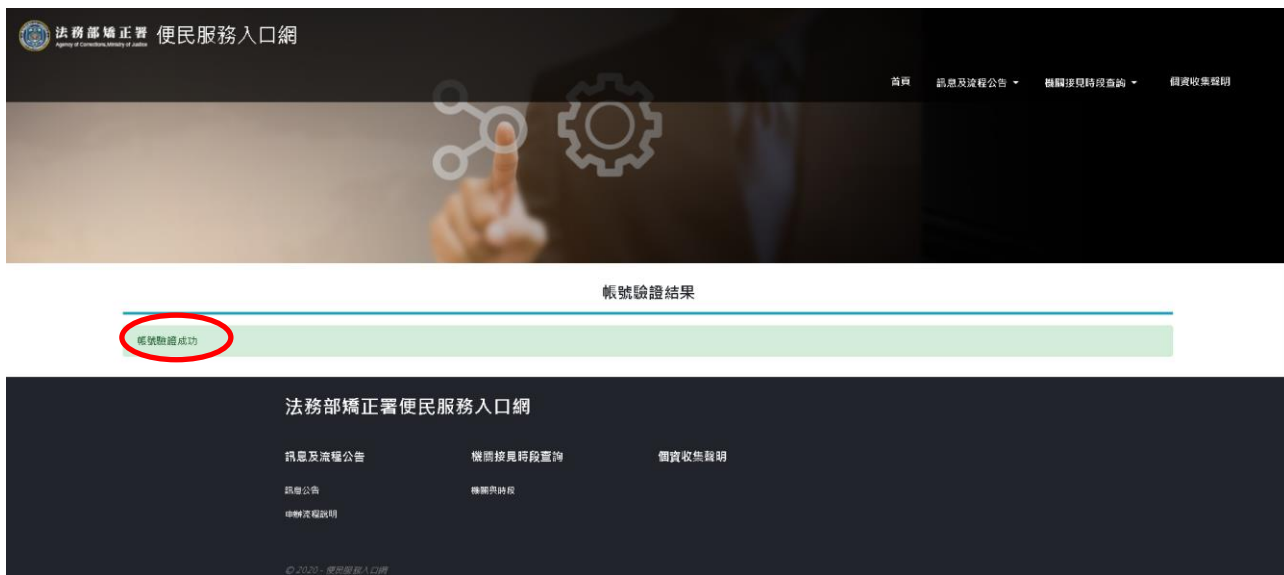 法務部矯正署 便民服務入口網
Agency of Corrections,Ministry of Justice
首頁 訊息及流程公告 機關接見時段查詢 個資收集聲明
帳號驗證結果
帳號驗證成功
法務部矯正署便民服務入口網
訊息及流程公告 機關接見時段查詢 個資收集聲明
訊息公告 機關與時段
申辦流程說明
© 2020 - 便民服務入口網